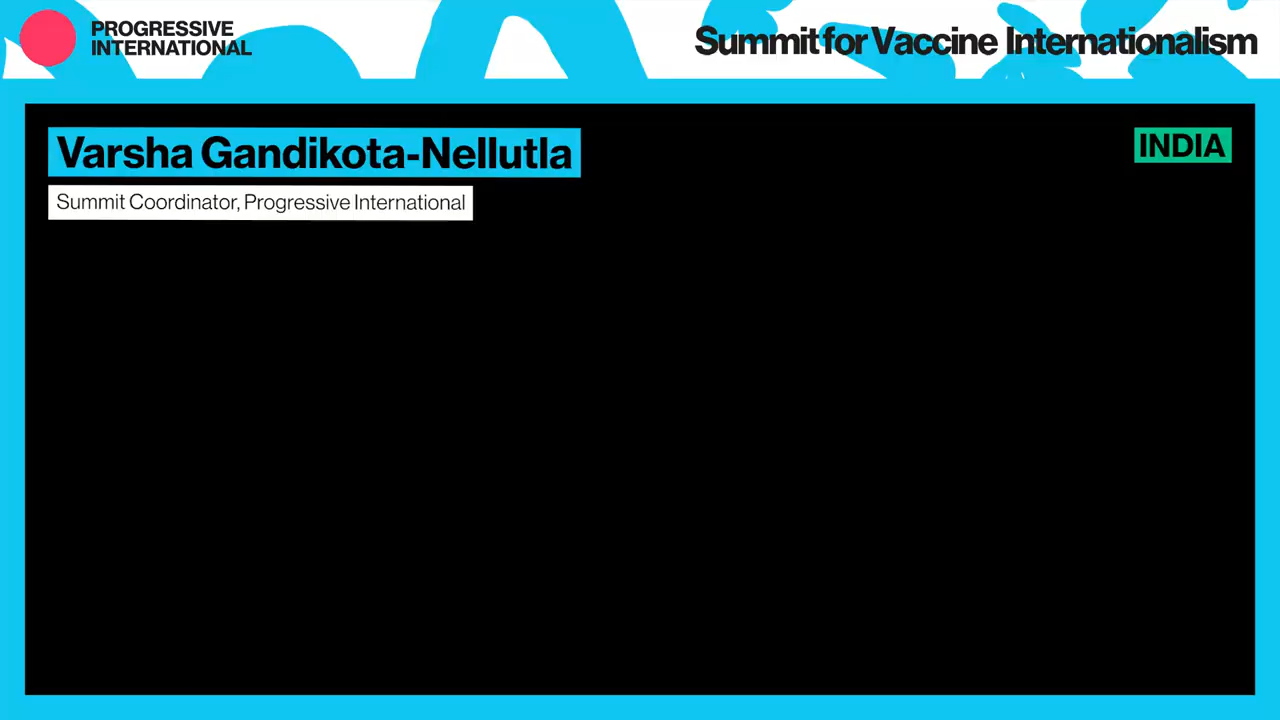 PROGRESSIVE
INTERNATIONAL
Summit for Vaccine Internationalism
Varsha Gandikota-Nellutla
INDIA
Summit Coordinator, Progressive International